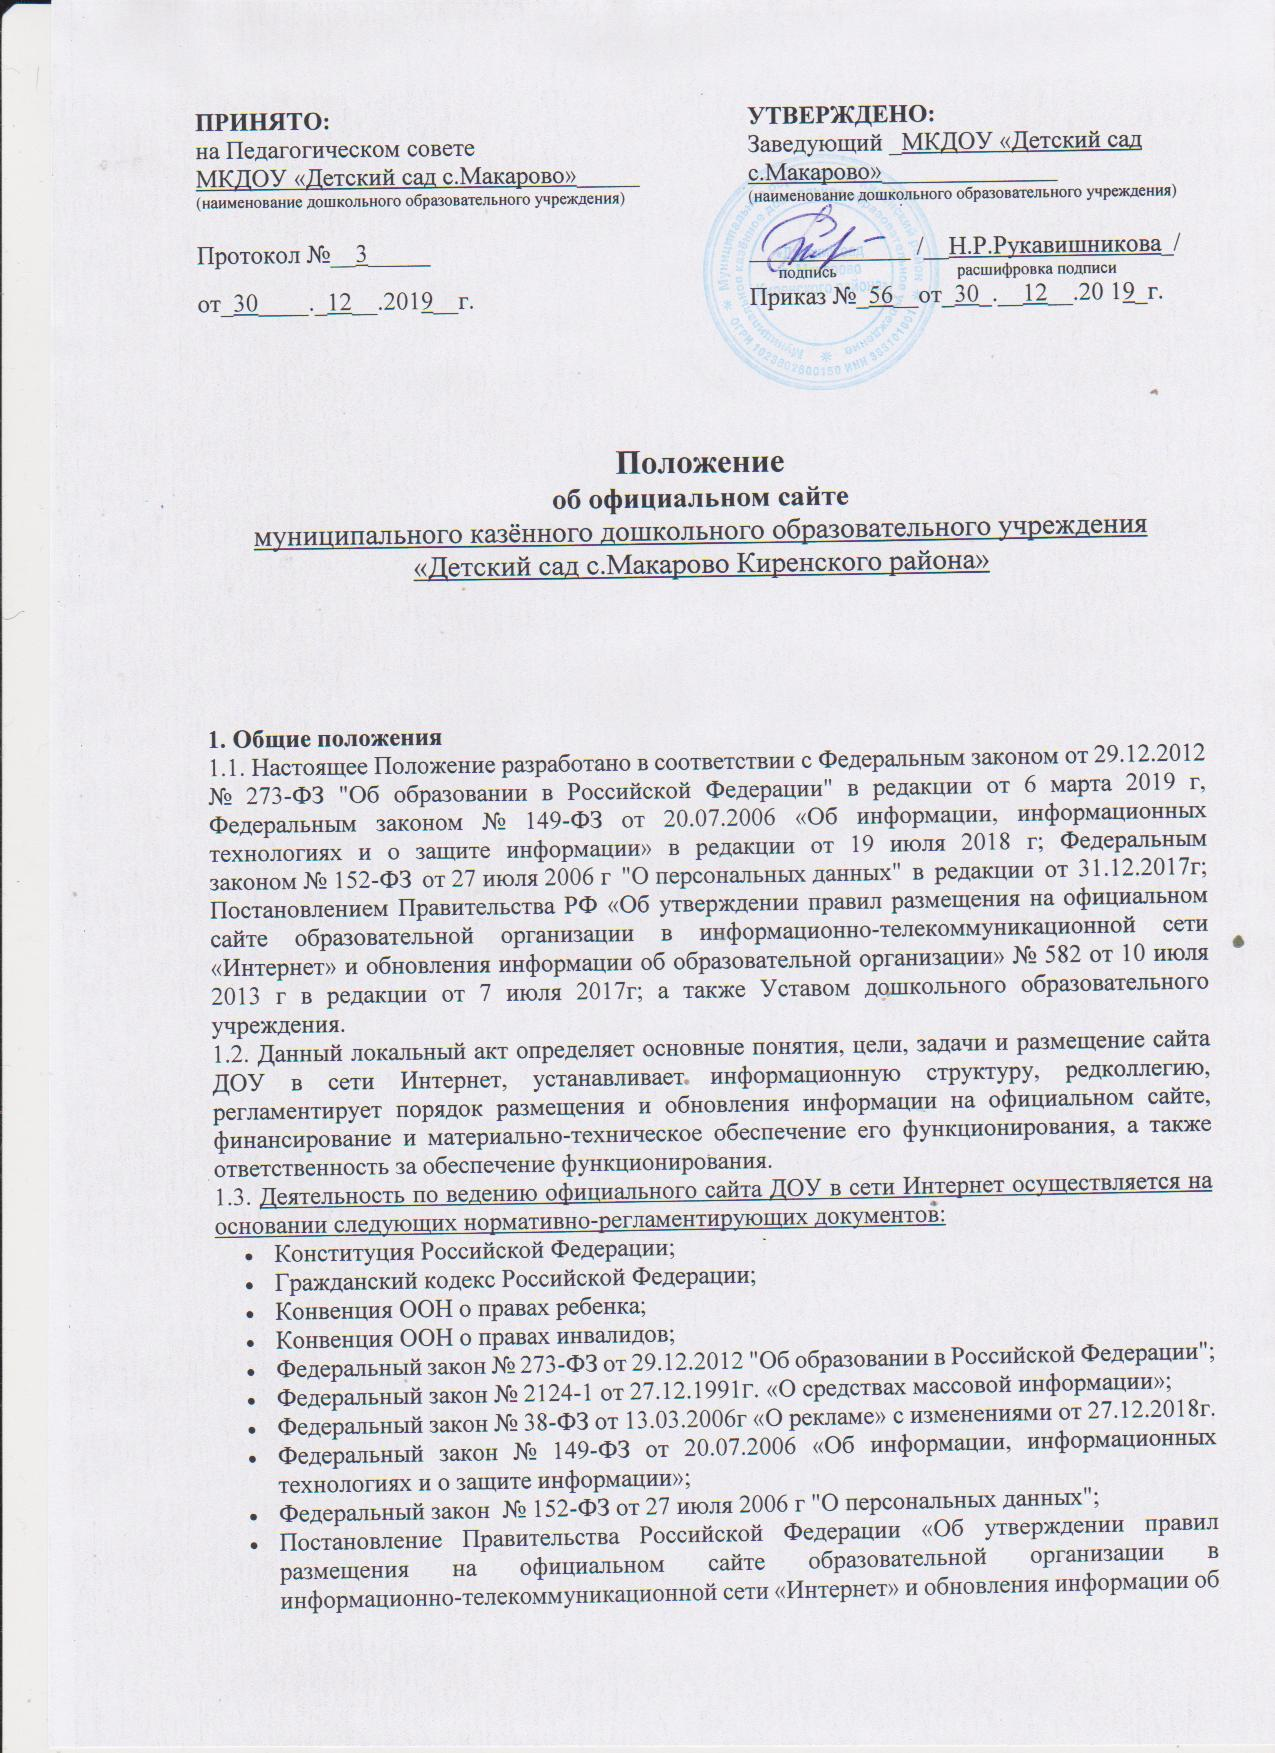 ПРИНЯТО:
на Педагогическом совете
МКДОУ «Детский сад с.Макарово»_____
(наименование дошкольного образовательного учреждения)
Протокол №__3_____
от_30____._12__.2019__г.
УТВЕРЖДЕНО:
Заведующий _МКДОУ «Детский сад
с.Макарово»______________
(наименование дошкольного образовательного учреждения)
_____________ /__Н.Р.Рукавишникова_/
подпись расшифровка подписи
Приказ №_56__от_30_.__12__.20 19_г.
Положение
об официальном сайте
муниципального казённого дошкольного образовательного учреждения
«Детский сад с.Макарово Киренского района»
1. Общие положения
1.1. Настоящее Положение разработано в соответствии с Федеральным законом от 29.12.2012
№ 273-ФЗ "Об образовании в Российской Федерации" в редакции от 6 марта 2019 г,
Федеральным законом № 149-ФЗ от 20.07.2006 «Об информации, информационных
технологиях и о защите информации» в редакции от 19 июля 2018 г; Федеральным
законом № 152-ФЗ от 27 июля 2006 г "О персональных данных" в редакции от 31.12.2017г;
Постановлением Правительства РФ «Об утверждении правил размещения на официальном
сайте образовательной организации в информационно-телекоммуникационной сети
«Интернет» и обновления информации об образовательной организации» № 582 от 10 июля
2013 г в редакции от 7 июля 2017г; а также Уставом дошкольного образовательного
учреждения.
1.2. Данный локальный акт определяет основные понятия, цели, задачи и размещение сайта
ДОУ в сети Интернет, устанавливает информационную структуру, редколлегию,
регламентирует порядок размещения и обновления информации на официальном сайте,
финансирование и материально-техническое обеспечение его функционирования, а также
ответственность за обеспечение функционирования.
1.3. Деятельность по ведению официального сайта ДОУ в сети Интернет осуществляется на
основании следующих нормативно-регламентирующих документов:
• Конституция Российской Федерации;
• Гражданский кодекс Российской Федерации;
• Конвенция ООН о правах ребенка;
• Конвенция ООН о правах инвалидов;
• Федеральный закон № 273-ФЗ от 29.12.2012 "Об образовании в Российской Федерации";
• Федеральный закон № 2124-1 от 27.12.1991г. «О средствах массовой информации»;
• Федеральный закон № 38-ФЗ от 13.03.2006г «О рекламе» с изменениями от 27.12.2018г.
• Федеральный закон № 149-ФЗ от 20.07.2006 «Об информации, информационных
технологиях и о защите информации»;
• Федеральный закон № 152-ФЗ от 27 июля 2006 г "О персональных данных";
• Постановление Правительства Российской Федерации «Об утверждении правил
размещения на официальном сайте образовательной организации в
информационно-телекоммуникационной сети «Интернет» и обновления информации об